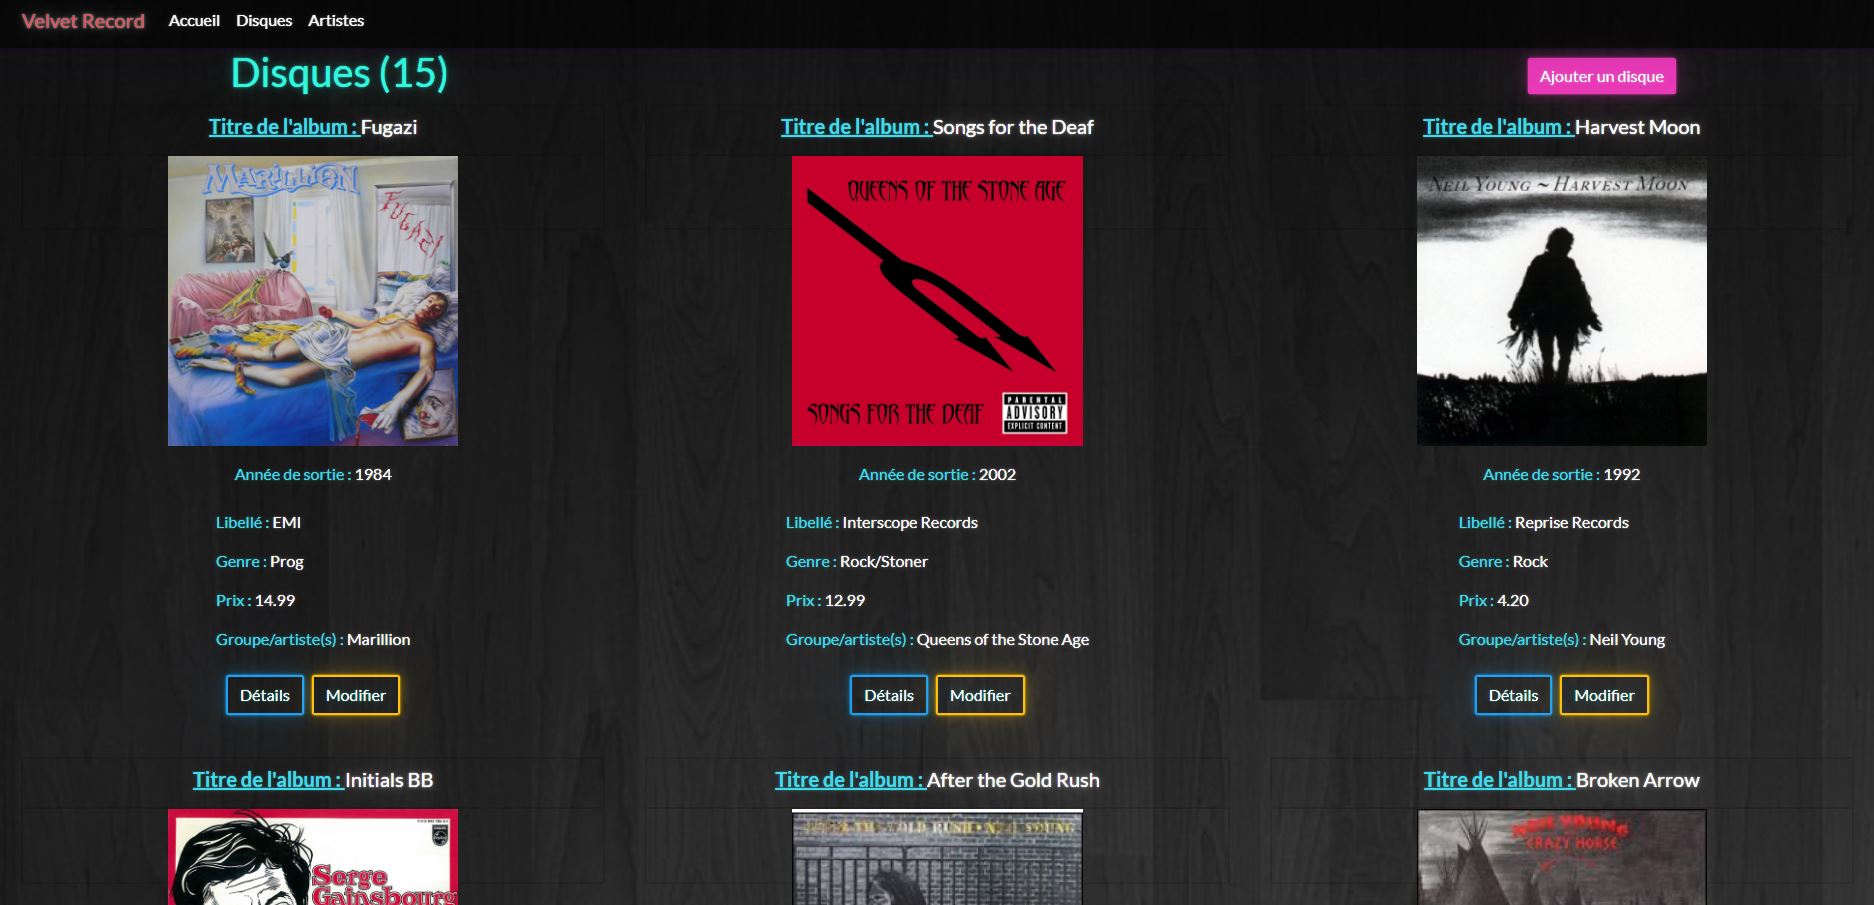 Velvet Record Accueil Disques Artistes
Disques (15)
Ajouter un disque
Titre de l'album : Fugazi
MARILLION
FUGAZI
Année de sortie : 1984
Libellé : EMI
Genre : Prog
Prix : 14.99
Groupe/artiste(s) : Marillion
Détails Modifier
Titre de l'album : Songs for the Deaf
QUEENS OF THE STONE AGE
SONGS FOR THE DEAF
PARENTAL
ADVISORY
EXPLICIT CONTENT
Année de sortie : 2002
Libellé : Interscope Records
Genre : Rock/Stoner
Prix : 12.99
Groupe/artiste(s) : Queens of the Stone Age
Détails Modifier
Titre de l'album : Harvest Moon
NEIL YOUNG ~ HARVEST MOON
Année de sortie : 1992
Libellé : Reprise Records
Genre : Rock
Prix : 4.20
Groupe/artiste(s) : Neil Young
Détails Modifier
Titre de l'album : Initials BB
Serge
Gainsbourg
Titre de l'album : After the Gold Rush
AFTER THE GOLD RUSH • NEIL YOUNG
Titre de l'album : Broken Arrow
NEIL YOUNG
CRAZY HORSE